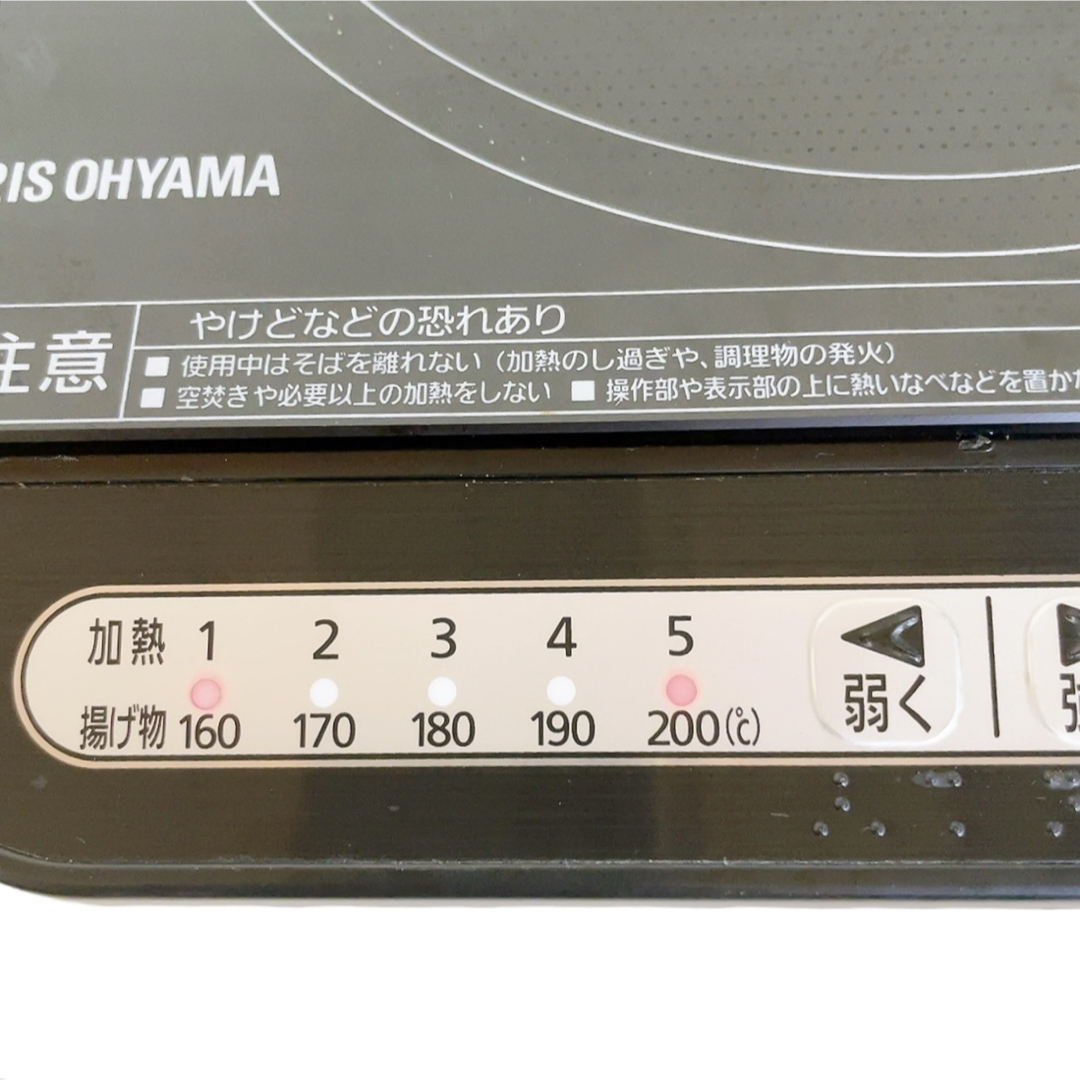 RIS OHYAMA
注意
やけどなどの恐れあり
■ 使用中はそばを離れない（加熱のし過ぎや、調理物の発火）
■ 空焚きや必要以上の加熱をしない ■ 操作部や表示部の上に熱いなべなどを置か
加熱 1 2 3 4 5
揚げ物 160 170 180 190 200(℃)
◀
弱く